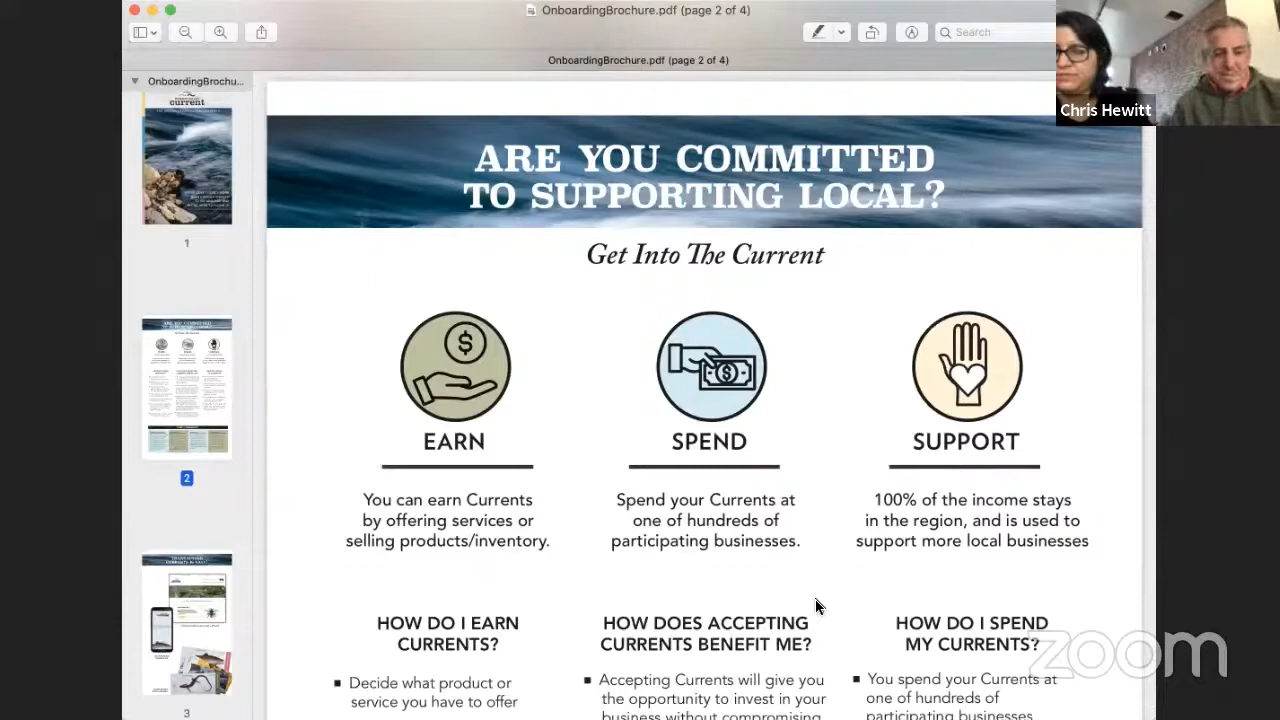 OnboardingBrochure.pdf (page 2 of 4)
Search
OnboardingBrochure.pdf (page 2 of 4)
OnboardingBrochu...
current
1
2
3
Chris Hewitt
ARE YOU COMMITTED
TO SUPPORTING LOCAL?
Get Into The Current
$
EARN
You can earn Currents
by offering services or
selling products/inventory.
$
SPEND
Spend your Currents at
one of hundreds of
participating businesses.
SUPPORT
100% of the income stays
in the region, and is used to
support more local businesses
HOW DO I EARN
CURRENTS?
▪ Decide what product or
service you have to offer
HOW DOES ACCEPTING
CURRENTS BENEFIT ME?
▪ Accepting Currents will give you
the opportunity to invest in your
business without compromising
HOW DO I SPEND
MY CURRENTS?
▪ You spend your Currents at
one of hundreds of
participating businesses
zoom